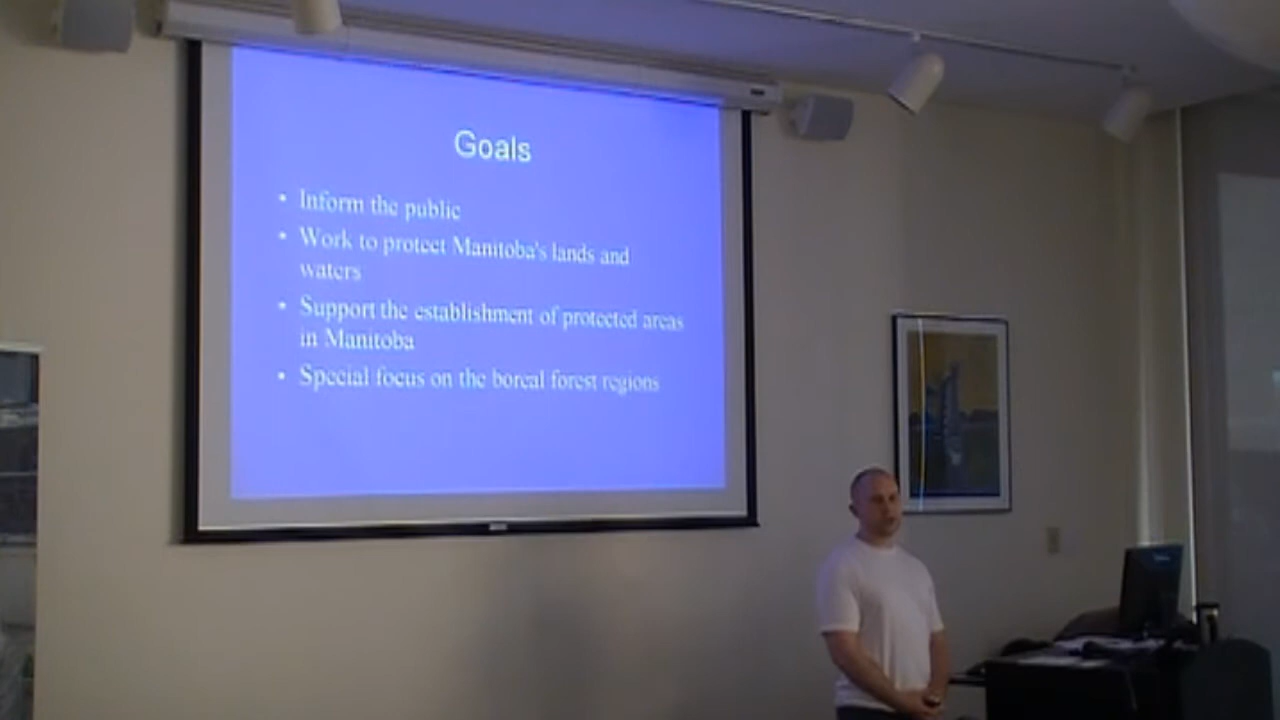 Goals
• Inform the public
• Work to protect Manitoba's lands and
waters
• Support the establishment of protected areas
in Manitoba
• Special focus on the boreal forest regions